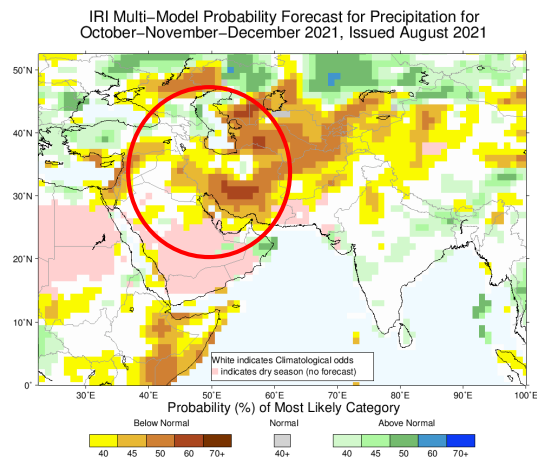 IRI Multi−Model Probability Forecast for Precipitation for
October−November−December 2021, Issued August 2021
50°N
40°N
30°N
20°N
10°N
0°
White indicates Climatological odds
indicates dry season (no forecast)
30°E 40°E 50°E 60°E 70°E 80°E 90°E 100°E
Probability (%) of Most Likely Category
Below Normal Normal Above Normal
40 45 50 60 70+ 40+ 40 45 50 60 70+